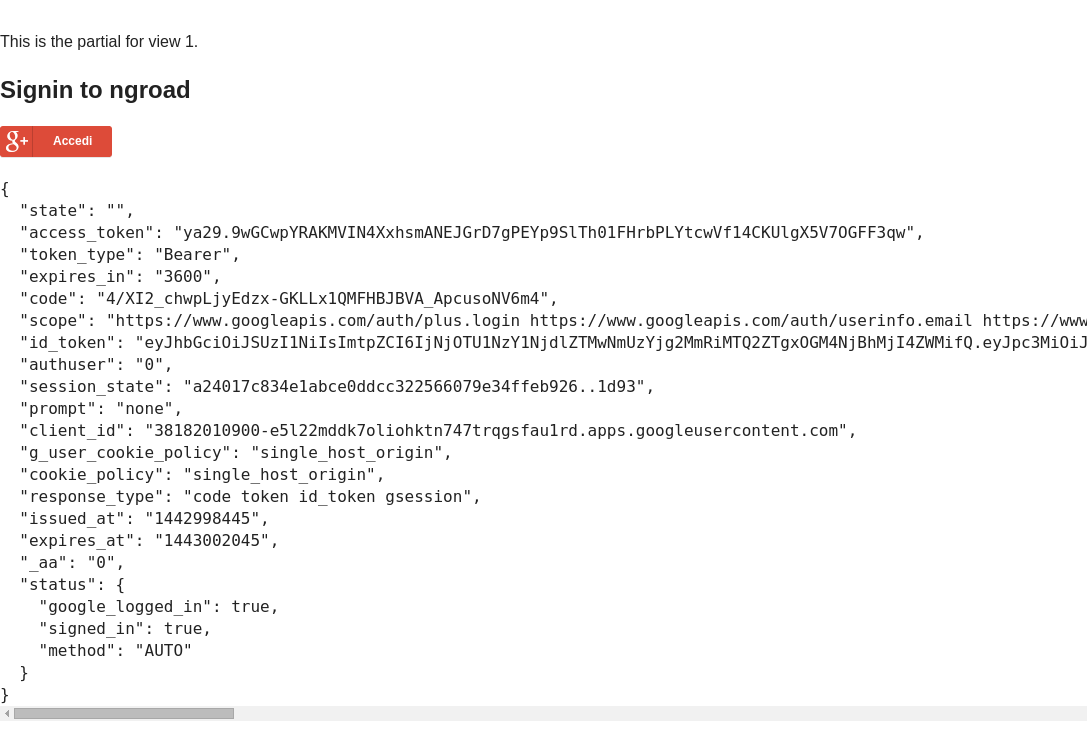 This is the partial for view 1.
Signin to ngroad
g+ Accedi
{
  "state": "",
  "access_token": "ya29.9wGCwpYRAKMVIN4XxhsmANEJGrD7gPEYp9SlTh01FHrbPLYtcwVf14CKUlgX5V7OGFF3qw",
  "token_type": "Bearer",
  "expires_in": "3600",
  "code": "4/XI2_chwpLjyEdzx-GKLLx1QMFHBJBVA_ApcusoNV6m4",
  "scope": "https://www.googleapis.com/auth/plus.login https://www.googleapis.com/auth/userinfo.email https://www
  "id_token": "eyJhbGciOiJSUzI1NiIsImtpZCI6IjNjOTU1NzY1NjdlZTMwNmUzYjg2MmRiMTQ2ZTgxOGM4NjBhMjI4ZWMifQ.eyJpc3MiOiJ
  "authuser": "0",
  "session_state": "a24017c834e1abce0ddcc322566079e34ffeb926..1d93",
  "prompt": "none",
  "client_id": "38182010900-e5l22mddk7oliohktn747trqgsfau1rd.apps.googleusercontent.com",
  "g_user_cookie_policy": "single_host_origin",
  "cookie_policy": "single_host_origin",
  "response_type": "code token id_token gsession",
  "issued_at": "1442998445",
  "expires_at": "1443002045",
  "_aa": "0",
  "status": {
    "google_logged_in": true,
    "signed_in": true,
    "method": "AUTO"
  }
}